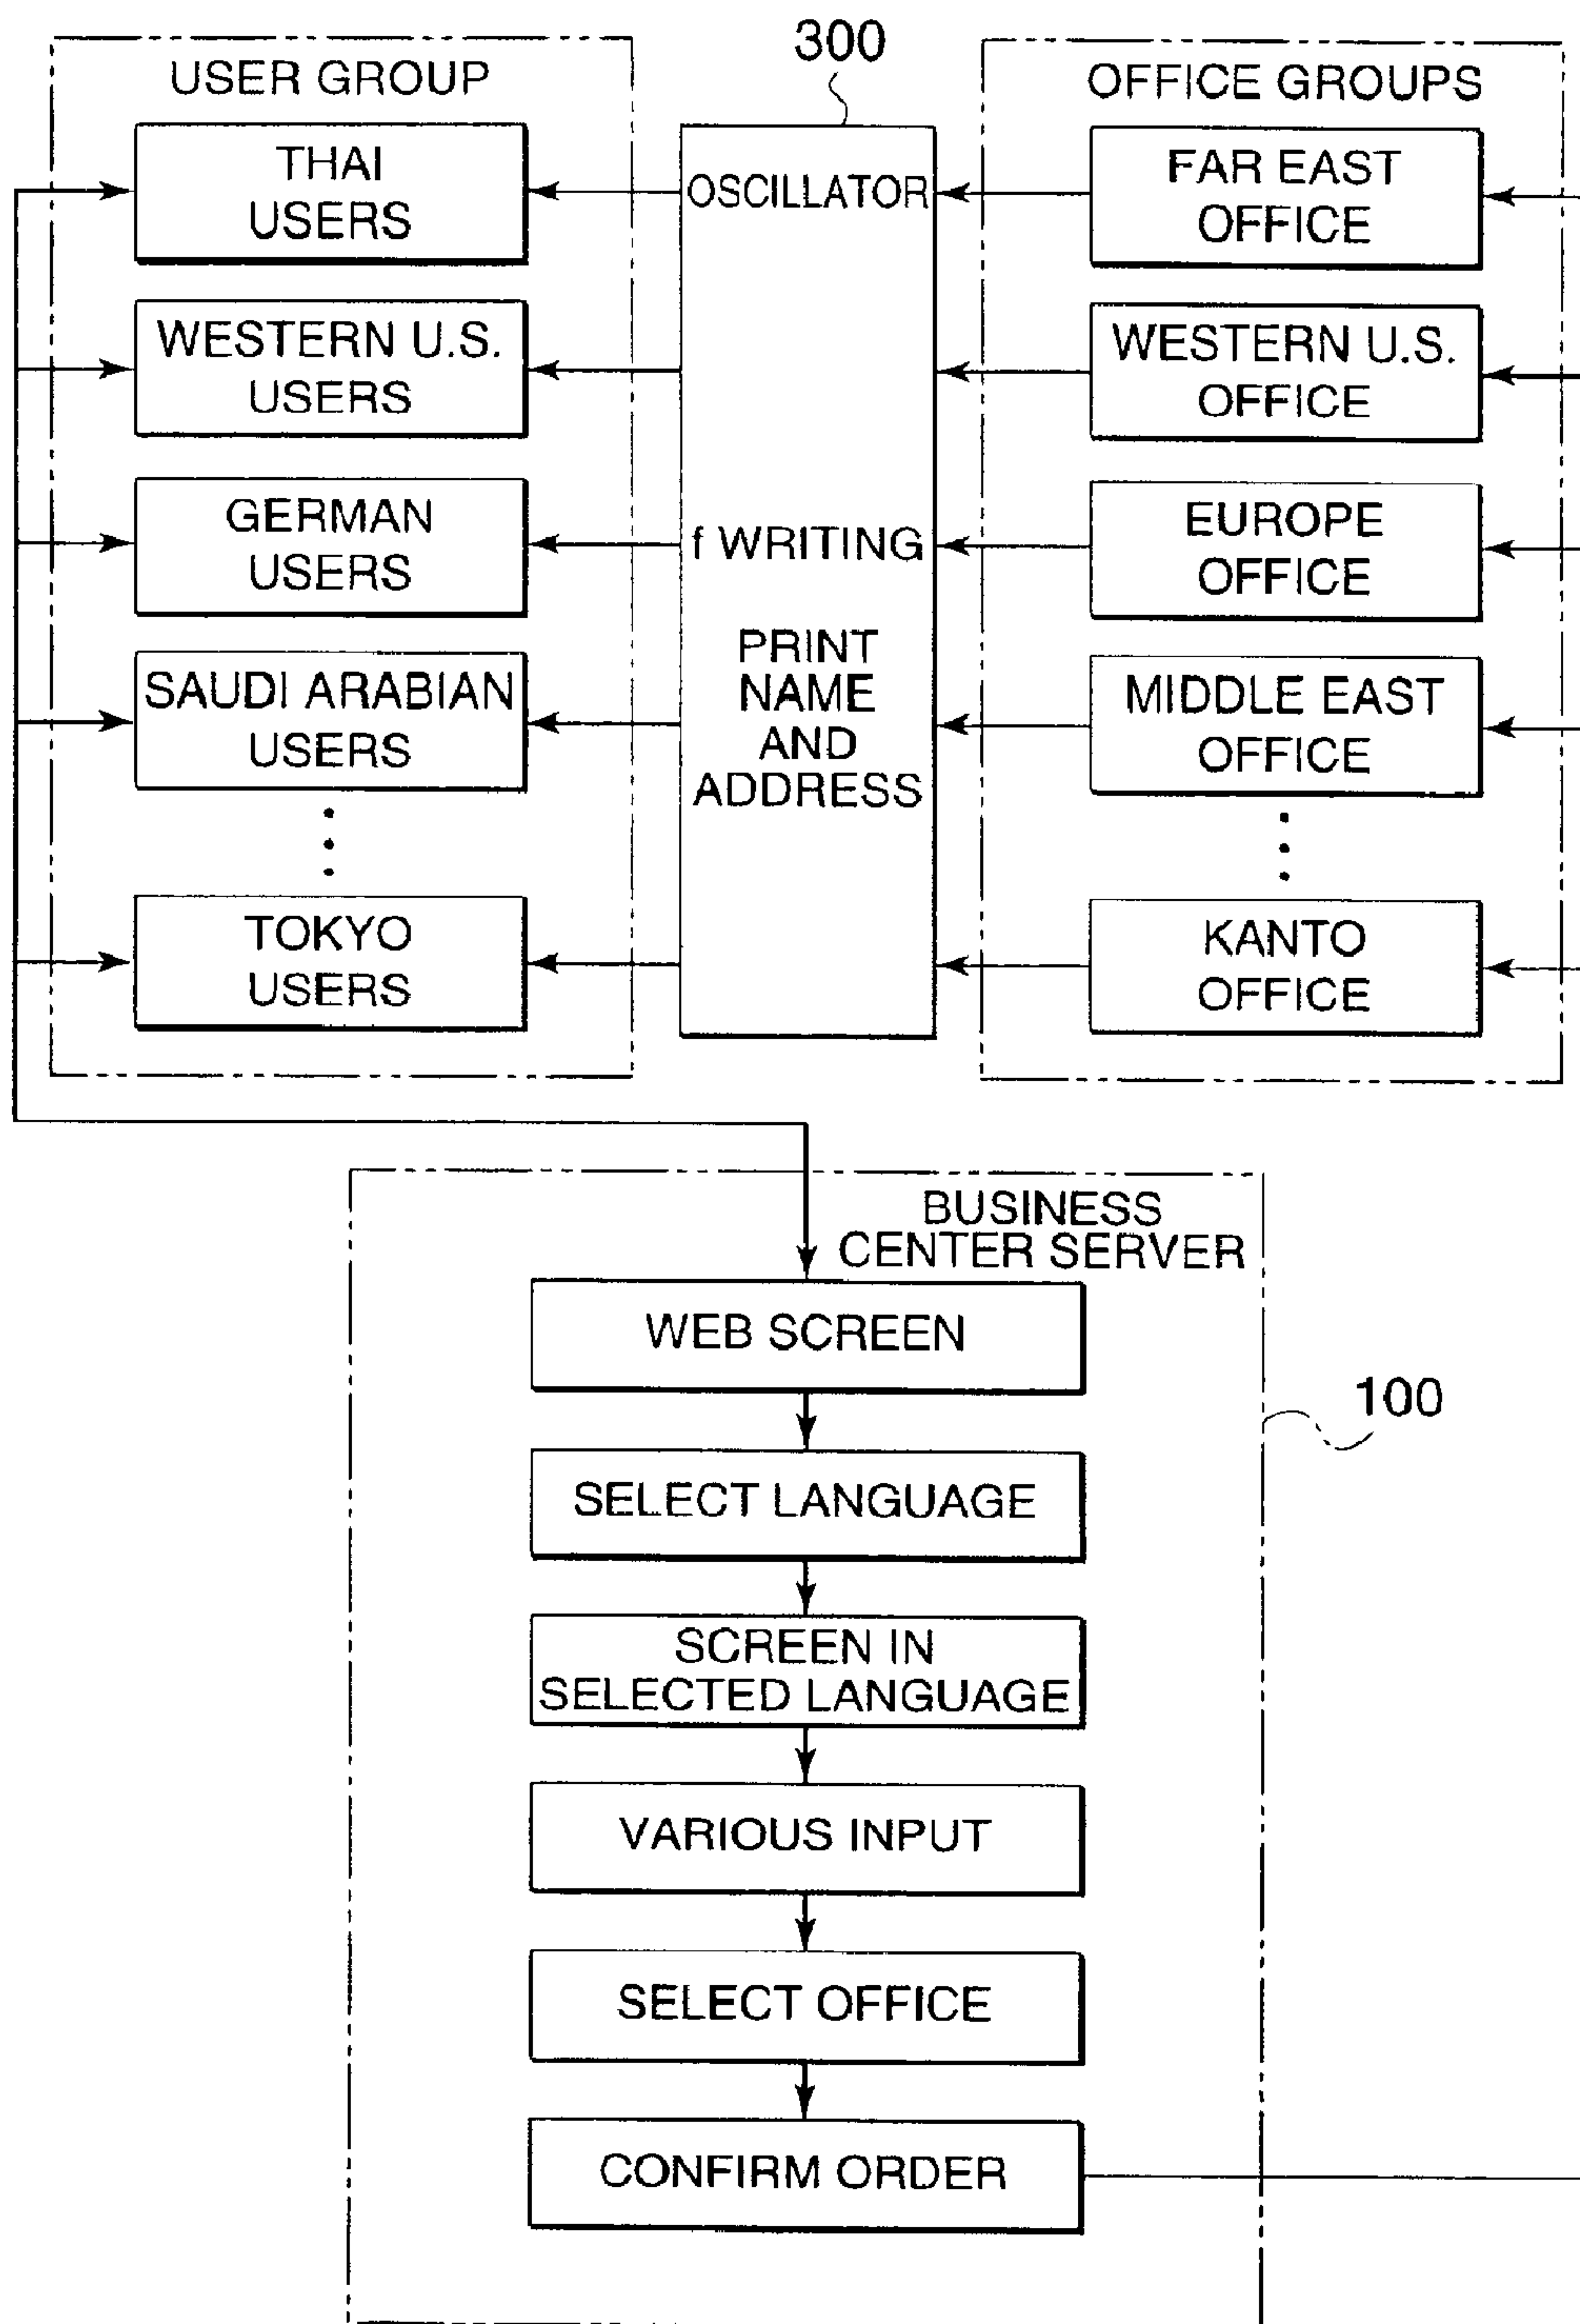 300
USER GROUP
THAI
USERS
WESTERN U.S.
USERS
GERMAN
USERS
SAUDI ARABIAN
USERS
TOKYO
USERS
OSCILLATOR
f WRITING
PRINT
NAME
AND
ADDRESS
OFFICE GROUPS
FAR EAST
OFFICE
WESTERN U.S.
OFFICE
EUROPE
OFFICE
MIDDLE EAST
OFFICE
KANTO
OFFICE
BUSINESS
CENTER SERVER
100
WEB SCREEN
SELECT LANGUAGE
SCREEN IN
SELECTED LANGUAGE
VARIOUS INPUT
SELECT OFFICE
CONFIRM ORDER